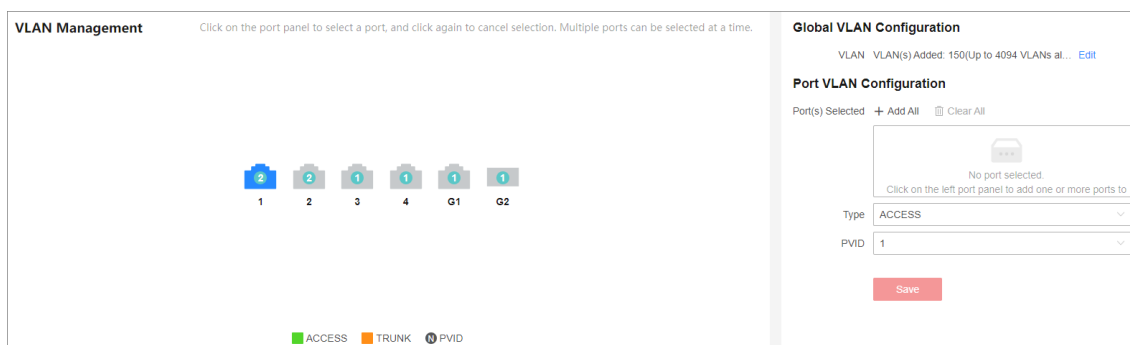 VLAN Management
Click on the port panel to select a port, and click again to cancel selection. Multiple ports can be selected at a time.
2 2 1 1 1 1
1 2 3 4 G1 G2
ACCESS TRUNK N PVID
Global VLAN Configuration
VLAN VLAN(s) Added: 150(Up to 4094 VLANs al... Edit
Port VLAN Configuration
Port(s) Selected + Add All Clear All
No port selected.
Click on the left port panel to add one or more ports to
Type ACCESS
PVID 1
Save